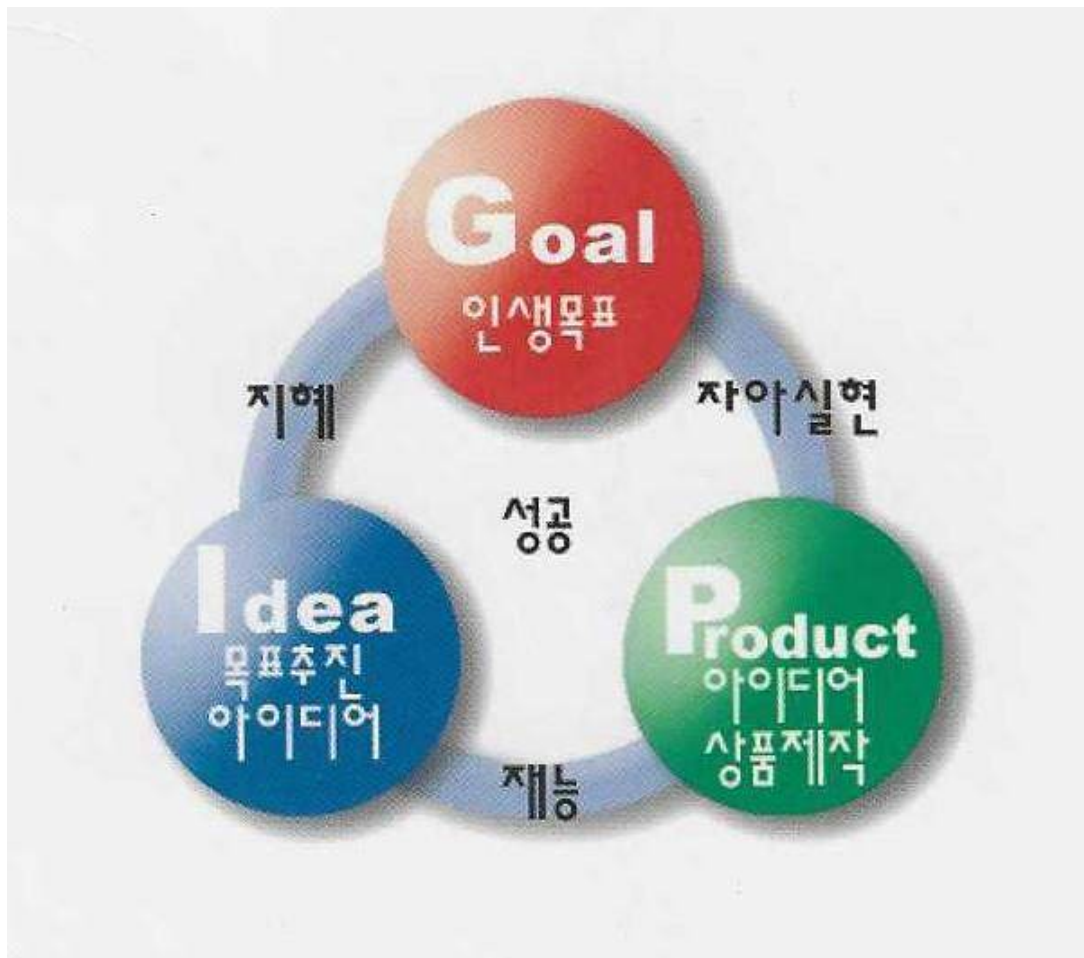 Goal
인생목표
지혜
자아실현
성공
Idea
목표추진
아이디어
Product
아이디어
상품제작
재능